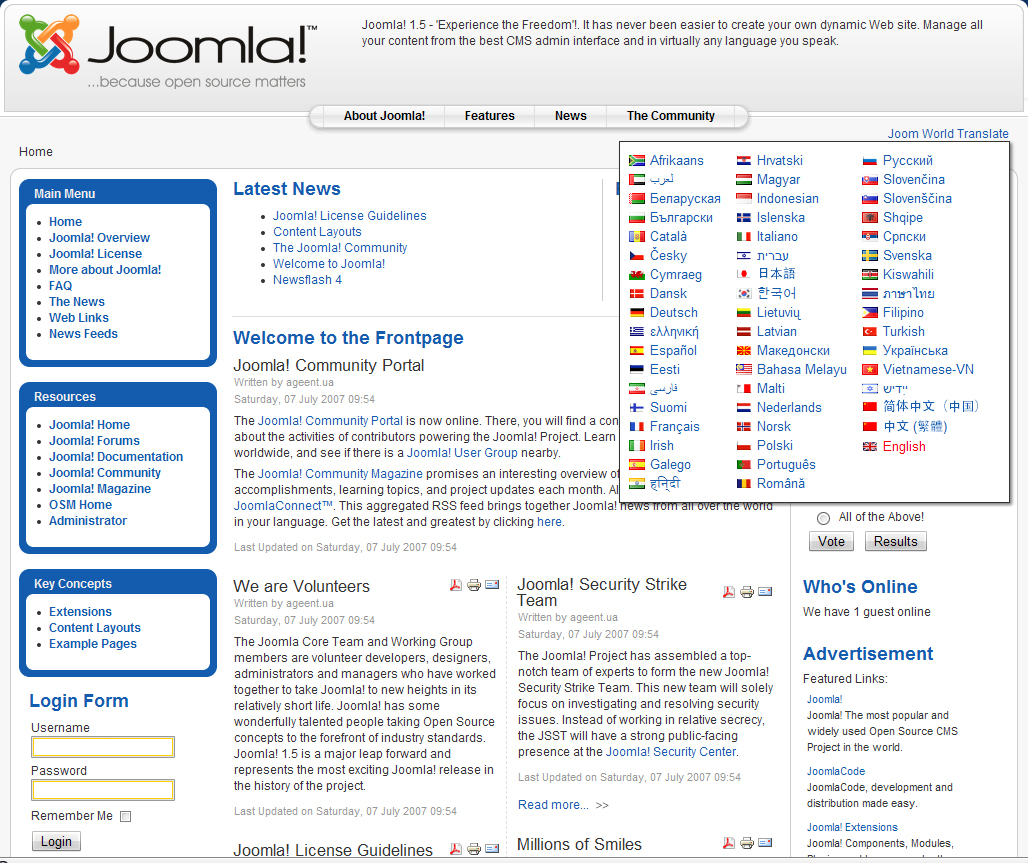 Joomla!™
...because open source matters
Joomla! 1.5 - 'Experience the Freedom'!. It has never been easier to create your own dynamic Web site. Manage all
your content from the best CMS admin interface and in virtually any language you speak.
About Joomla!
Features
News
The Community
Joom World Translate
Home
Main Menu
Home
Joomla! Overview
Joomla! License
More about Joomla!
FAQ
The News
Web Links
News Feeds
Resources
Joomla! Home
Joomla! Forums
Joomla! Documentation
Joomla! Community
Joomla! Magazine
OSM Home
Administrator
Key Concepts
Extensions
Content Layouts
Example Pages
Login Form
Username
Password
Remember Me
Login
Latest News
Joomla! License Guidelines
Content Layouts
The Joomla! Community
Welcome to Joomla!
Newsflash 4
Welcome to the Frontpage
Joomla! Community Portal
Written by ageent.ua
Saturday, 07 July 2007 09:54
The Joomla! Community Portal is now online. There, you will find a con
about the activities of contributors powering the Joomla! Project. Learn
worldwide, and see if there is a Joomla! User Group nearby.
The Joomla! Community Magazine promises an interesting overview of
accomplishments, learning topics, and project updates each month. Al
JoomlaConnect™. This aggregated RSS feed brings together Joomla! news from all over the world
in your language. Get the latest and greatest by clicking here.
Last Updated on Saturday, 07 July 2007 09:54
We are Volunteers
Written by ageent.ua
Saturday, 07 July 2007 09:54
The Joomla Core Team and Working Group
members are volunteer developers, designers,
administrators and managers who have worked
together to take Joomla! to new heights in its
relatively short life. Joomla! has some
wonderfully talented people taking Open Source
concepts to the forefront of industry standards.
Joomla! 1.5 is a major leap forward and
represents the most exciting Joomla! release in
the history of the project.
Last Updated on Saturday, 07 July 2007 09:54
Joomla! License Guidelines
Joomla! Security Strike
Team
Written by ageent.ua
Saturday, 07 July 2007 09:54
The Joomla! Project has assembled a top-
notch team of experts to form the new Joomla!
Security Strike Team. This new team will solely
focus on investigating and resolving security
issues. Instead of working in relative secrecy,
the JSST will have a strong public-facing
presence at the Joomla! Security Center.
Last Updated on Saturday, 07 July 2007 09:54
Read more... >>
Millions of Smiles
Afrikaans
لعرب
Беларуская
Български
Català
Česky
Cymraeg
Dansk
Deutsch
ελληνική
Español
Eesti
فارسی
Suomi
Français
Irish
Galego
हिन्दी
Hrvatski
Magyar
Indonesian
Islenska
Italiano
עברית
日本語
한국어
Lietuvių
Latvian
Македонски
Bahasa Melayu
Malti
Nederlands
Norsk
Polski
Português
Română
Русский
Slovenčina
Slovenščina
Shqipe
Српски
Svenska
Kiswahili
ภาษาไทย
Filipino
Turkish
Українська
Vietnamese-VN
ייִדיש
简体中文（中国）
中文 (繁體)
English
All of the Above!
Vote
Results
Who's Online
We have 1 guest online
Advertisement
Featured Links:
Joomla!
Joomla! The most popular and
widely used Open Source CMS
Project in the world.
JoomlaCode
JoomlaCode, development and
distribution made easy.
Joomla! Extensions
Joomla! Components, Modules,